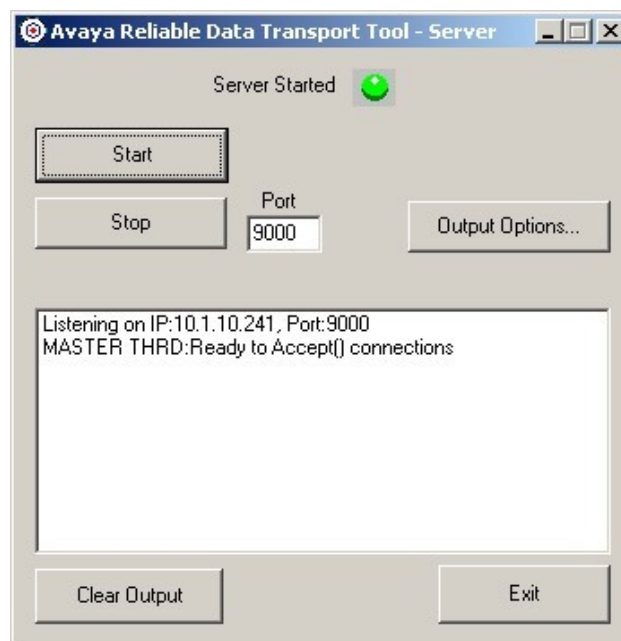 Avaya Reliable Data Transport Tool - Server
Server Started
Start
Port
Stop
9000
Output Options...
Listening on IP:10.1.10.241, Port:9000
MASTER THRD:Ready to Accept() connections
Clear Output
Exit